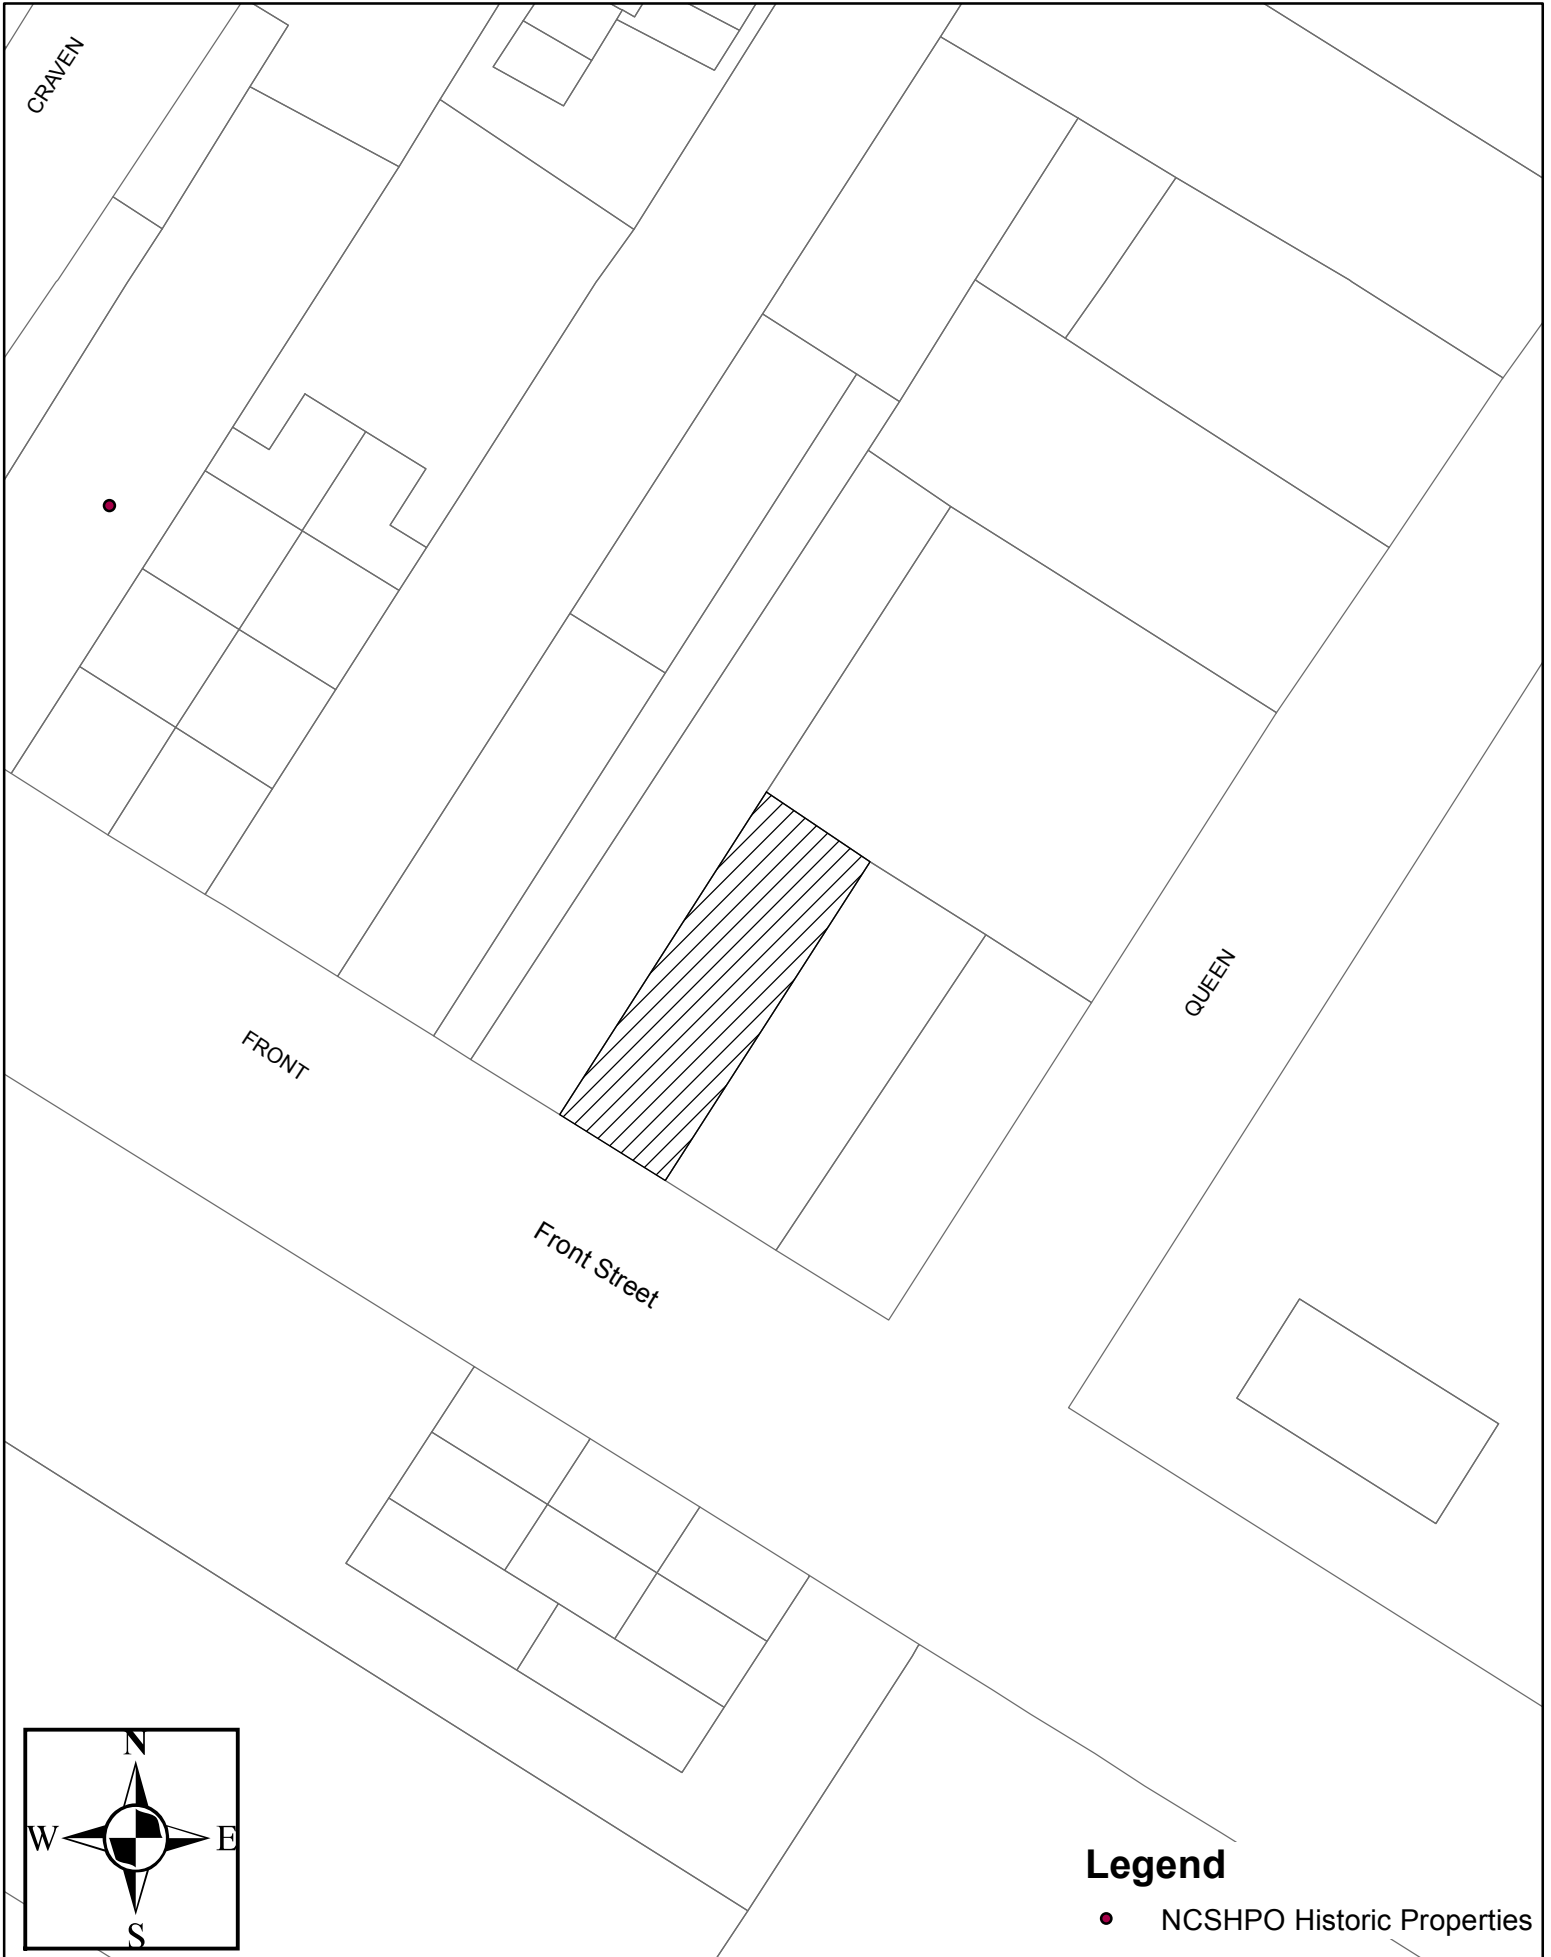 CRAVEN
QUEEN
FRONT
Front Street
N
W
E
S
Legend
NCSHPO Historic Properties